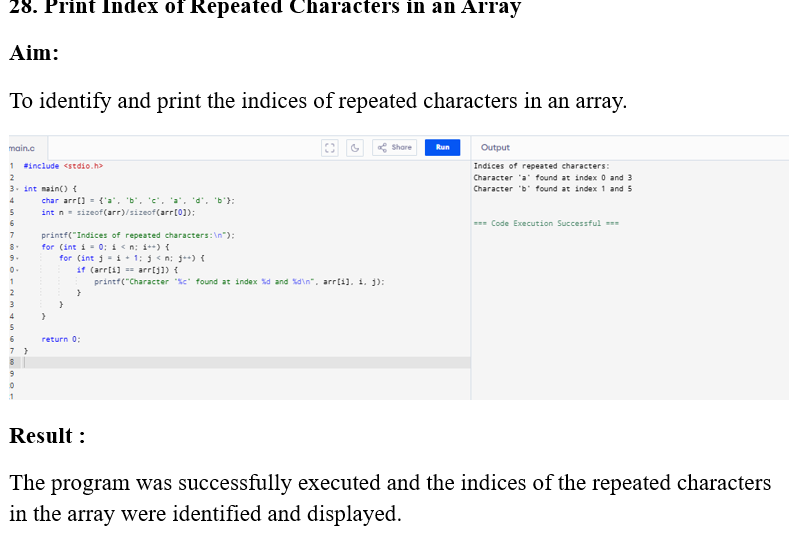 28. Print Index of Repeated Characters in an Array
Aim:
To identify and print the indices of repeated characters in an array.
main.c
Share
Run
Output
1 #include <stdio.h>
2
3 int main() {
4 char arr[] = {'a', 'b', 'c', 'a', 'd', 'b'};
5 int n = sizeof(arr)/sizeof(arr[0]);
6
7 printf("Indices of repeated characters:\n");
8 for (int i = 0; i < n; i++) {
9 for (int j = i + 1; j < n; j++) {
0 if (arr[i] == arr[j]) {
1 printf("Character '%c' found at index %d and %d\n", arr[i], i, j);
2 }
3 }
4 }
5
6 return 0;
7 }
8
9
0
1
Indices of repeated characters:
Character 'a' found at index 0 and 3
Character 'b' found at index 1 and 5
=== Code Execution Successful ===
Result :
The program was successfully executed and the indices of the repeated characters
in the array were identified and displayed.